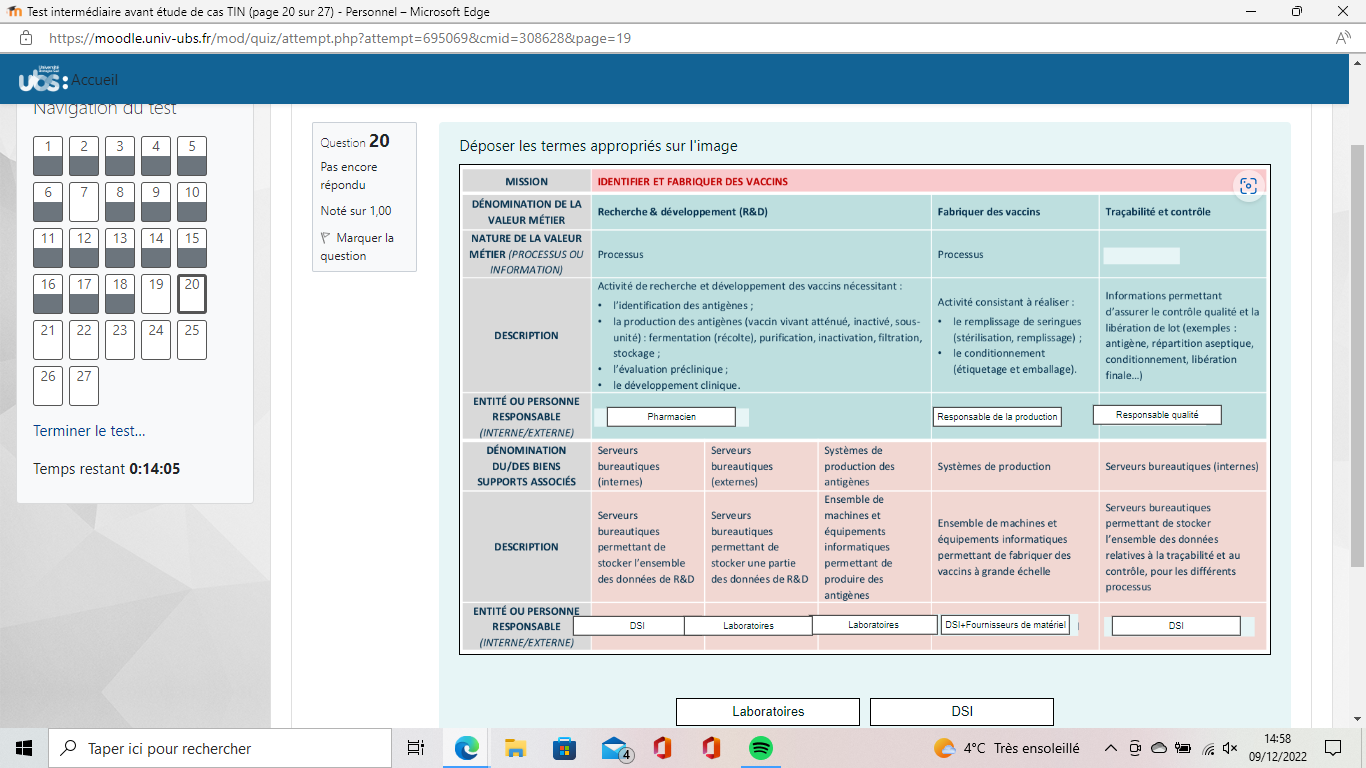 Test intermédiaire avant étude de cas TIN (page 20 sur 27) - Personnel – Microsoft Edge
https://moodle.univ-ubs.fr/mod/quiz/attempt.php?attempt=695069&cmid=308628&page=19
ubs: Accueil
Navigation du test
1 2 3 4 5
6 7 8 9 10
11 12 13 14 15
16 17 18 19 20
21 22 23 24 25
26 27
Terminer le test...
Temps restant 0:14:05
Question 20
Pas encore
répondu
Noté sur 1,00
Marquer la
question
Déposer les termes appropriés sur l'image
MISSION
IDENTIFIER ET FABRIQUER DES VACCINS
DÉNOMINATION DE LA
VALEUR MÉTIER
Recherche & développement (R&D)
Fabriquer des vaccins
Traçabilité et contrôle
NATURE DE LA VALEUR
MÉTIER (PROCESSUS OU
INFORMATION)
Processus
Processus
DESCRIPTION
Activité de recherche et développement des vaccins nécessitant :
• l’identification des antigènes ;
• la production des antigènes (vaccin vivant atténué, inactivé, sous-
unité) : fermentation (récolte), purification, inactivation, filtration,
stockage ;
• l’évaluation préclinique ;
• le développement clinique.
Activité consistant à réaliser :
• le remplissage de seringues
(stérilisation, remplissage) ;
• le conditionnement
(étiquetage et emballage).
Informations permettant
d’assurer le contrôle qualité et la
libération de lot (exemples :
antigène, répartition aseptique,
conditionnement, libération
finale…)
ENTITÉ OU PERSONNE
RESPONSABLE
(INTERNE/EXTERNE)
Pharmacien
Responsable de la production
Responsable qualité
DÉNOMINATION
DU/DES BIENS
SUPPORTS ASSOCIÉS
Serveurs
bureautiques
(internes)
Serveurs
bureautiques
(externes)
Systèmes de
production des
antigènes
Systèmes de production
Serveurs bureautiques (internes)
DESCRIPTION
Serveurs
bureautiques
permettant de
stocker l’ensemble
des données de R&D
Serveurs
bureautiques
permettant de
stocker une partie
des données de R&D
Ensemble de
machines et
équipements
informatiques
permettant de
produire des
antigènes
Ensemble de machines et
équipements informatiques
permettant de fabriquer des
vaccins à grande échelle
Serveurs bureautiques
permettant de stocker
l’ensemble des données
relatives à la traçabilité et au
contrôle, pour les différents
processus
ENTITÉ OU PERSONNE
RESPONSABLE
(INTERNE/EXTERNE)
DSI
Laboratoires
Laboratoires
DSI+Fournisseurs de matériel
DSI
Laboratoires
DSI
Taper ici pour rechercher
4
4°C Très ensoleillé
14:58
09/12/2022